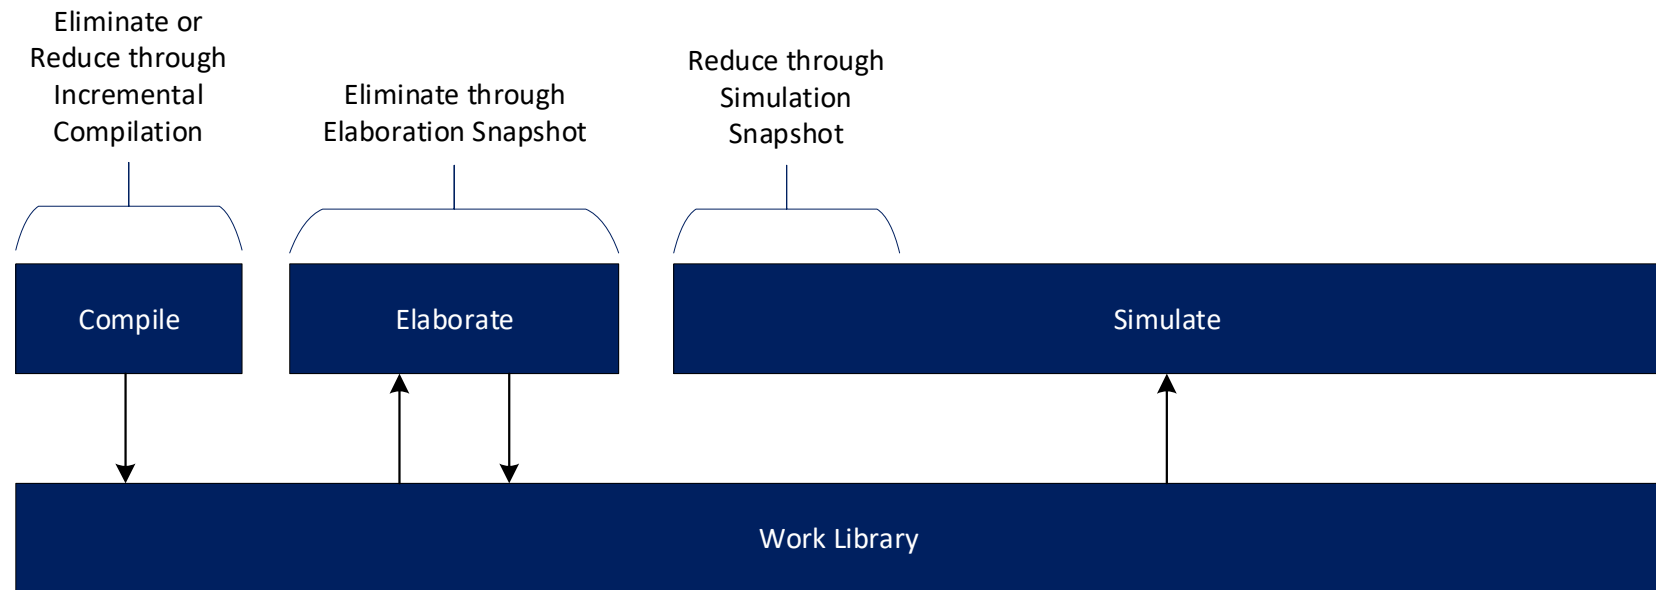 Eliminate or
Reduce through
Incremental
Compilation
Eliminate through
Elaboration Snapshot
Reduce through
Simulation
Snapshot
Compile
Elaborate
Simulate
Work Library